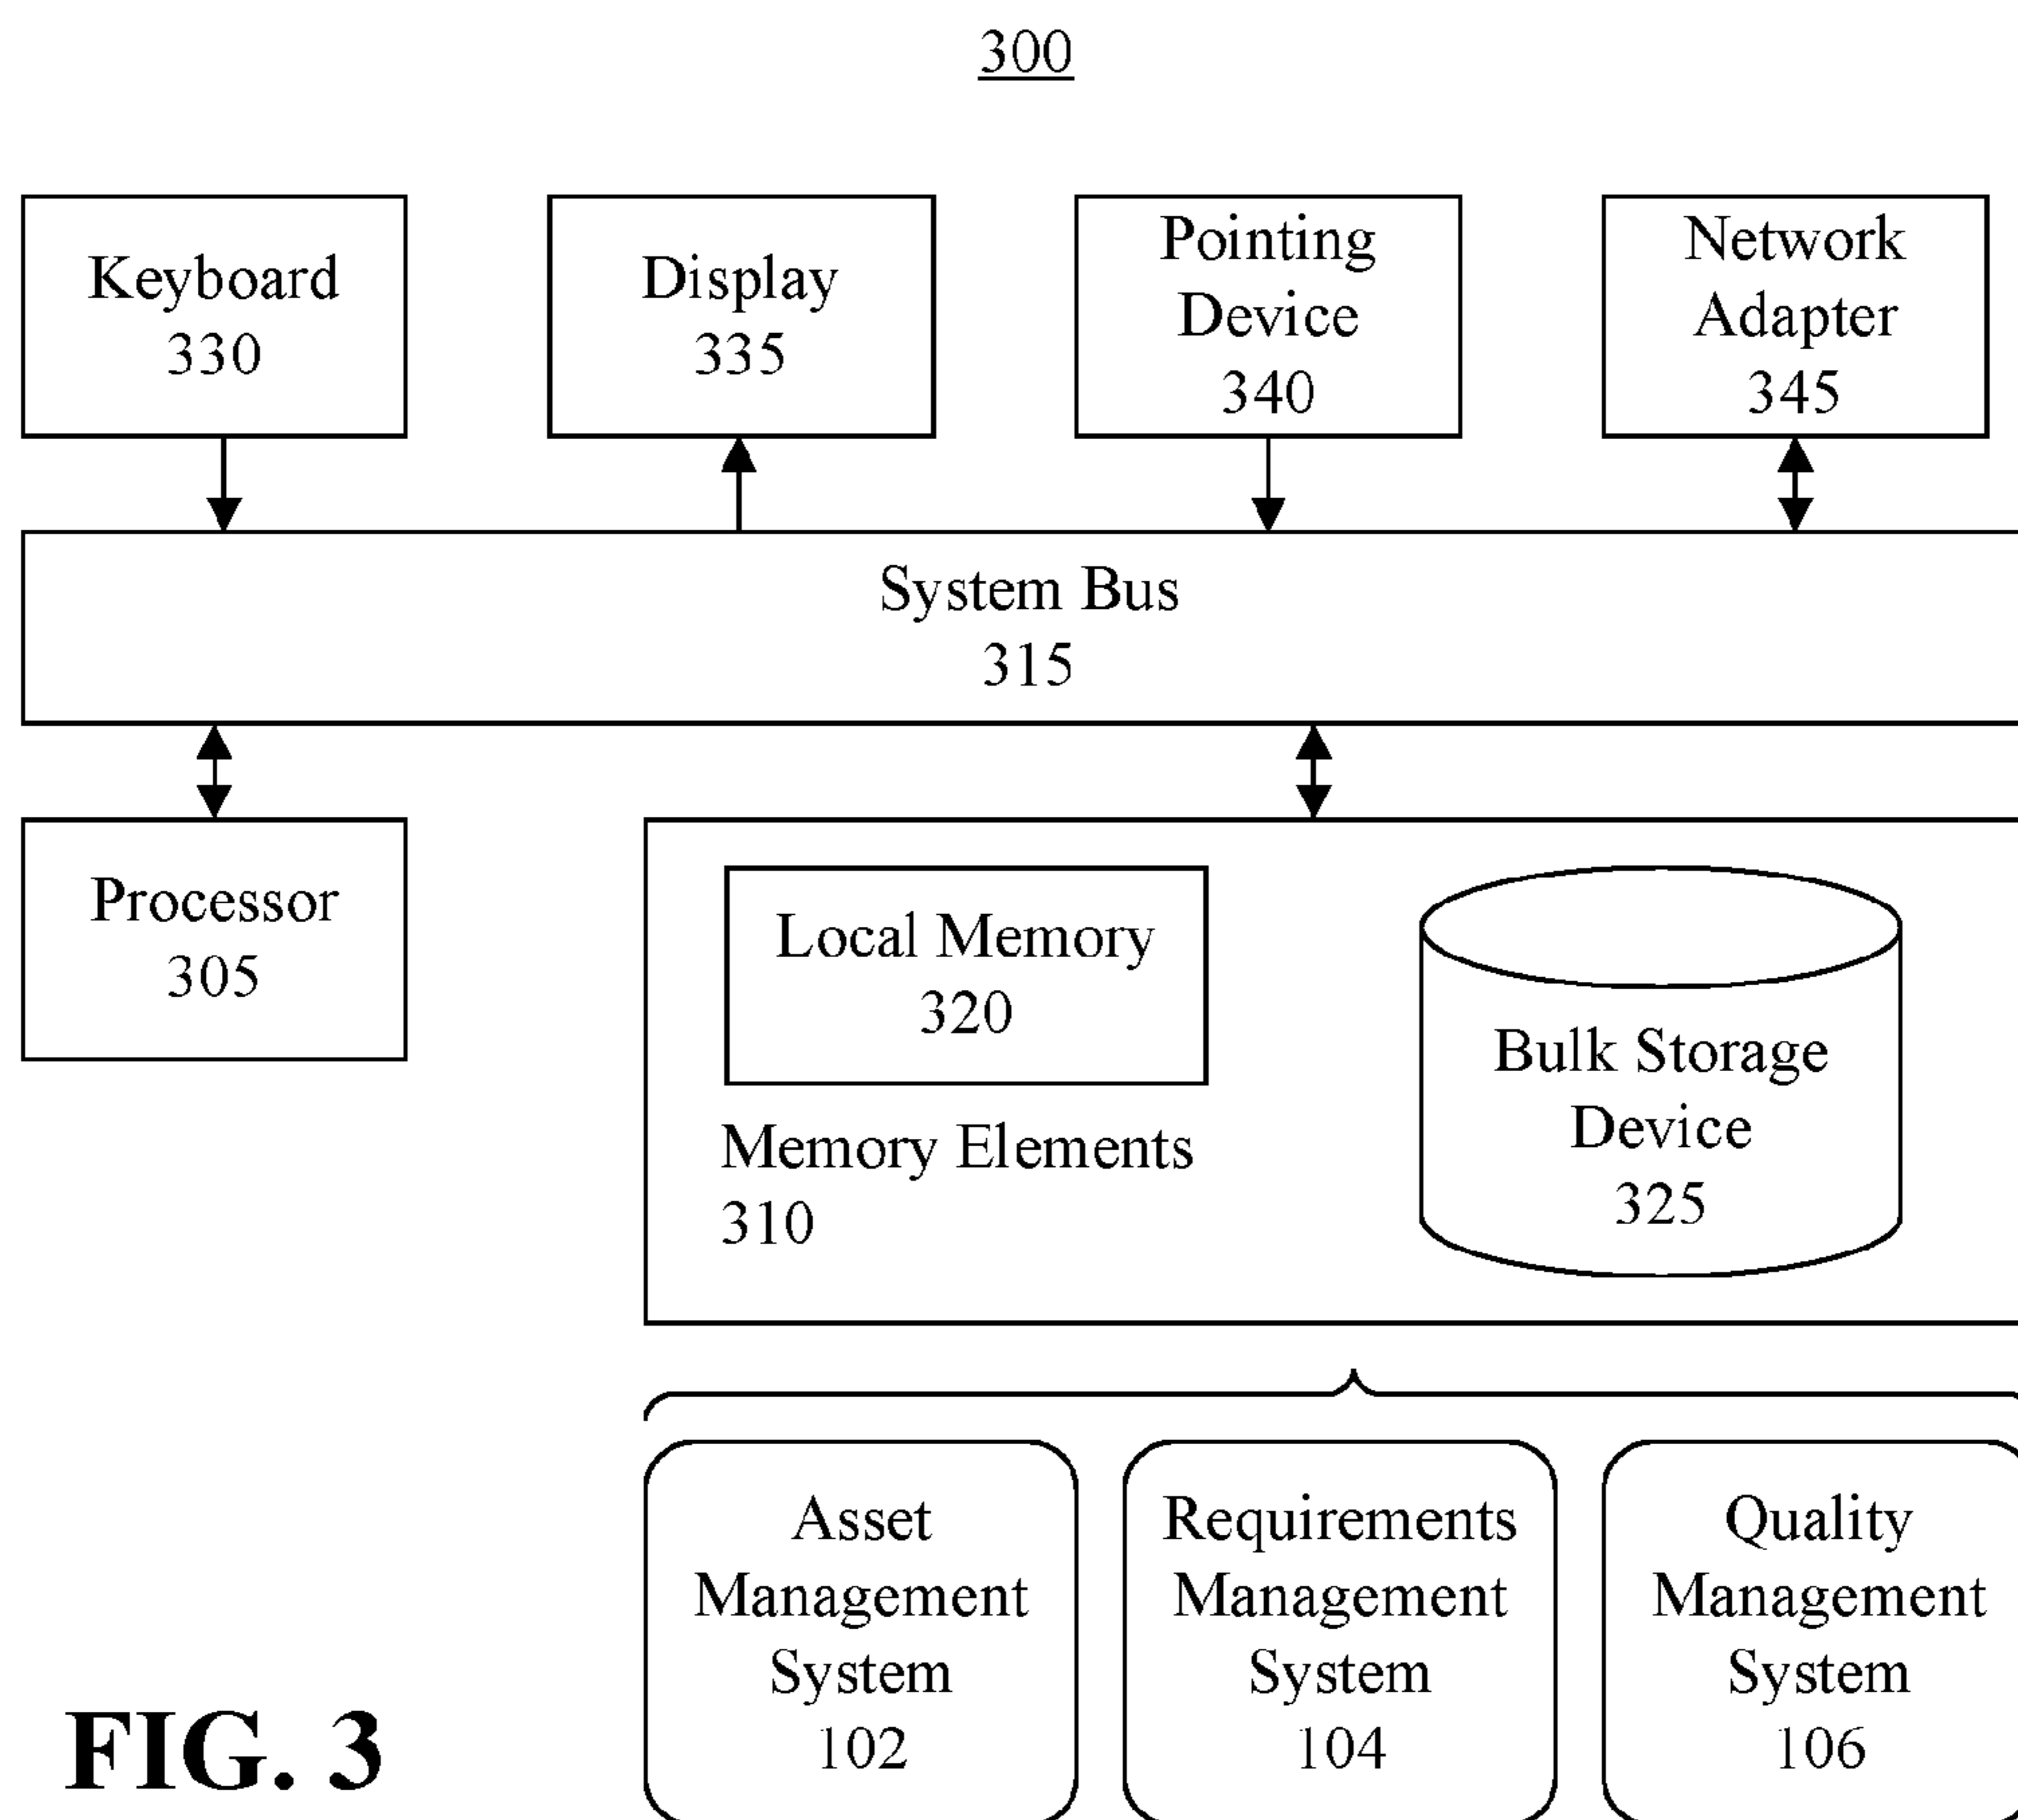 300
Keyboard
330
Display
335
Pointing
Device
340
Network
Adapter
345
System Bus
315
Processor
305
Local Memory
320
Memory Elements
310
Bulk Storage
Device
325
Asset
Management
System
102
Requirements
Management
System
104
Quality
Management
System
106
FIG. 3